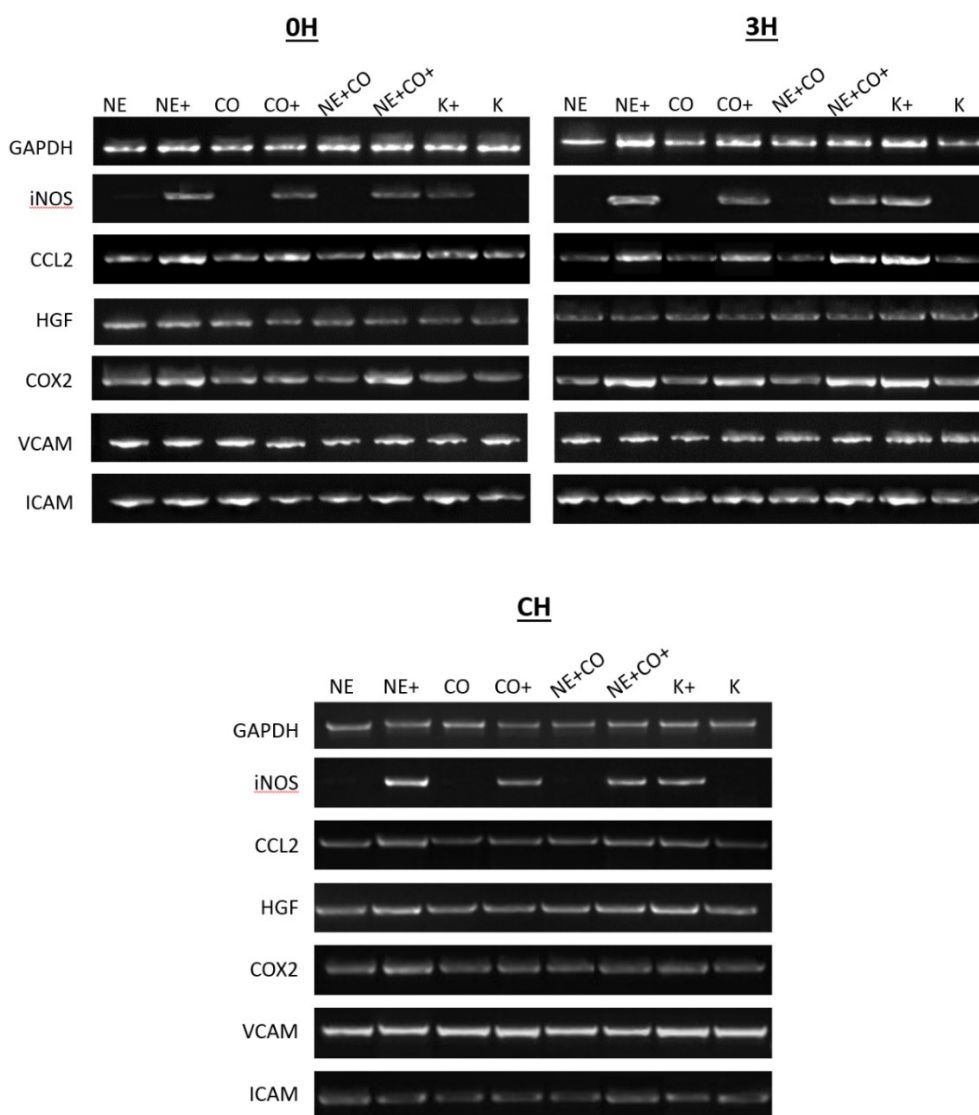 0H
NE NE+ CO CO+ NE+CO NE+CO+ K+ K
GAPDH
iNOS
CCL2
HGF
COX2
VCAM
ICAM
3H
NE NE+ CO CO+ NE+CO NE+CO+ K+ K
CH
NE NE+ CO CO+ NE+CO NE+CO+ K+ K
GAPDH
iNOS
CCL2
HGF
COX2
VCAM
ICAM